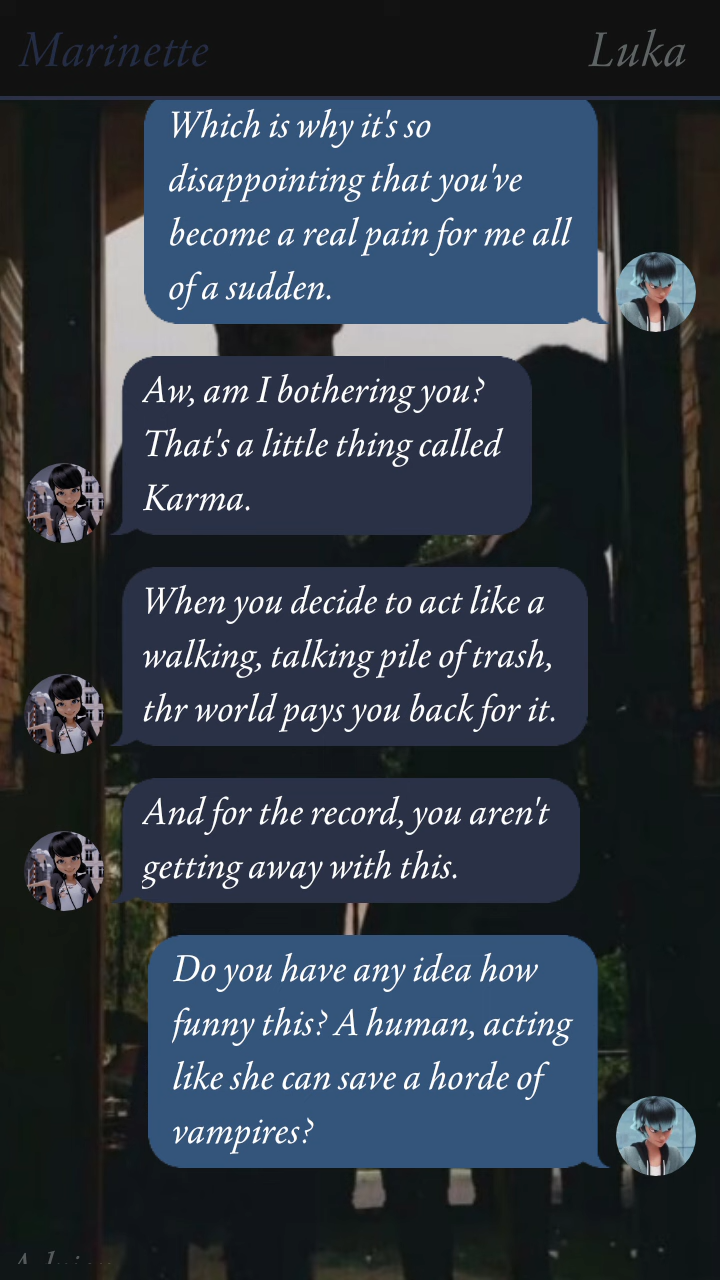 Marinette
Luka
Which is why it's so
disappointing that you've
become a real pain for me all
of a sudden.
Aw, am I bothering you?
That's a little thing called
Karma.
When you decide to act like a
walking, talking pile of trash,
thr world pays you back for it.
And for the record, you aren't
getting away with this.
Do you have any idea how
funny this? A human, acting
like she can save a horde of
vampires?